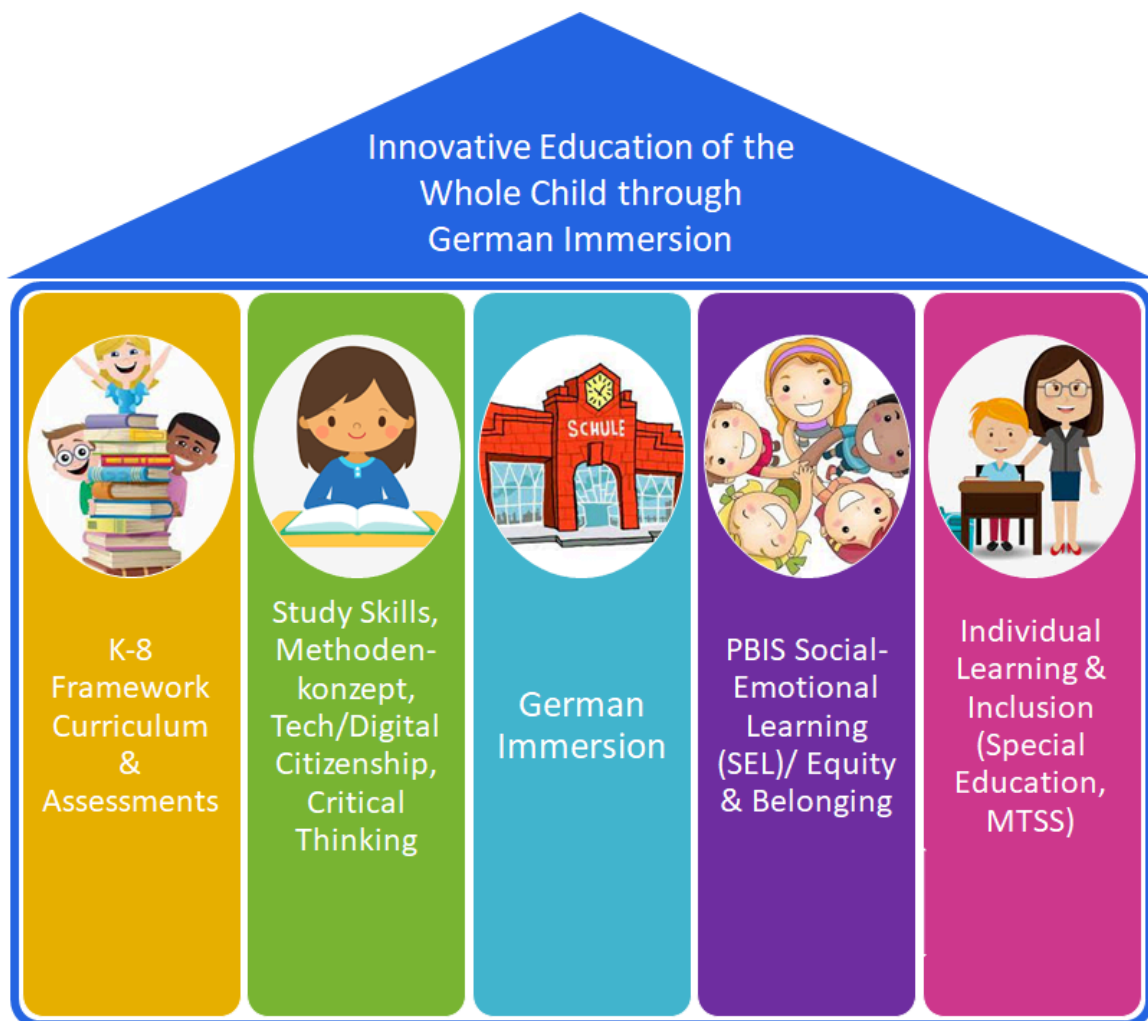 Innovative Education of the
Whole Child through
German Immersion
K-8
Framework
Curriculum
&
Assessments
Study Skills,
Methoden-
konzept,
Tech/Digital
Citizenship,
Critical
Thinking
SCHULE
German
Immersion
PBIS Social-
Emotional
Learning
(SEL)/ Equity
& Belonging
Individual
Learning &
Inclusion
(Special
Education,
MTSS)